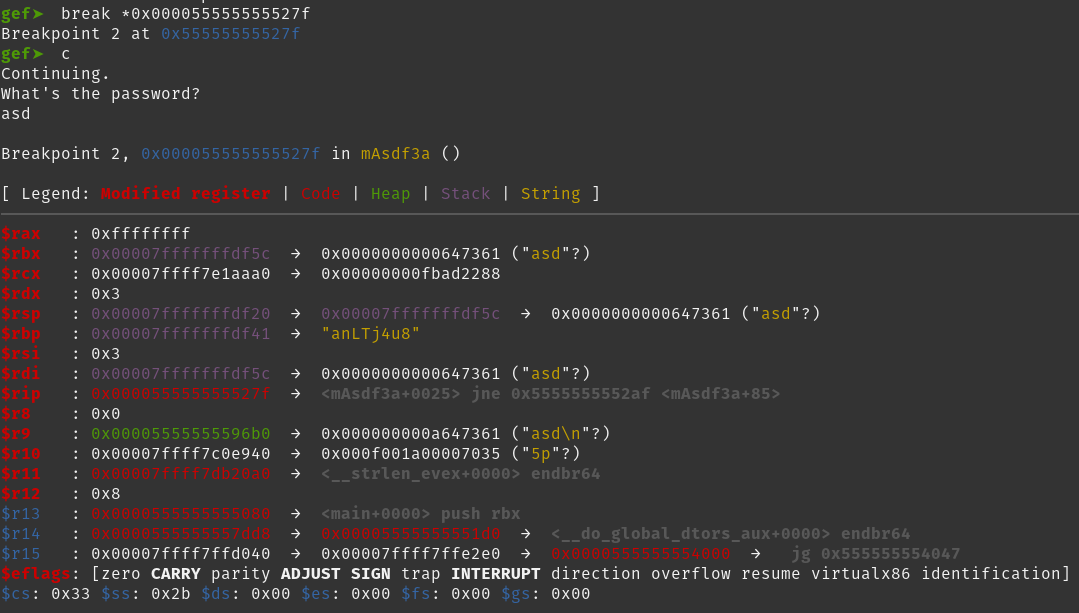 gef➤  break *0x000055555555527f
Breakpoint 2 at 0x55555555527f
gef➤  c
Continuing.
What's the password?
asd
Breakpoint 2, 0x000055555555527f in mAsdf3a ()
[ Legend: Modified register | Code | Heap | Stack | String ]
$rax   : 0xffffffff
$rbx   : 0x00007fffffffdf5c  →  0x0000000000647361 ("asd"?)
$rcx   : 0x00007ffff7e1aaa0  →  0x00000000fbad2288
$rdx   : 0x3
$rsp   : 0x00007fffffffdf20  →  0x00007fffffffdf5c  →  0x0000000000647361 ("asd"?)
$rbp   : 0x00007fffffffdf41  →  "anLTj4u8"
$rsi   : 0x3
$rdi   : 0x00007fffffffdf5c  →  0x0000000000647361 ("asd"?)
$rip   : 0x000055555555527f  →  <mAsdf3a+0025> jne 0x5555555552af <mAsdf3a+85>
$r8    : 0x0
$r9    : 0x00005555555596b0  →  0x000000000a647361 ("asd\n"?)
$r10   : 0x00007ffff7c0e940  →  0x000f001a00007035 ("5p"?)
$r11   : 0x00007ffff7db20a0  →  <__strlen_evex+0000> endbr64
$r12   : 0x8
$r13   : 0x0000555555555080  →  <main+0000> push rbx
$r14   : 0x0000555555557dd8  →  0x00005555555551d0  →  <__do_global_dtors_aux+0000> endbr64
$r15   : 0x00007ffff7ffd040  →  0x00007ffff7ffe2e0  →  0x0000555555554000  →   jg 0x555555554047
$eflags: [zero CARRY parity ADJUST SIGN trap INTERRUPT direction overflow resume virtualx86 identification]
$cs: 0x33 $ss: 0x2b $ds: 0x00 $es: 0x00 $fs: 0x00 $gs: 0x00